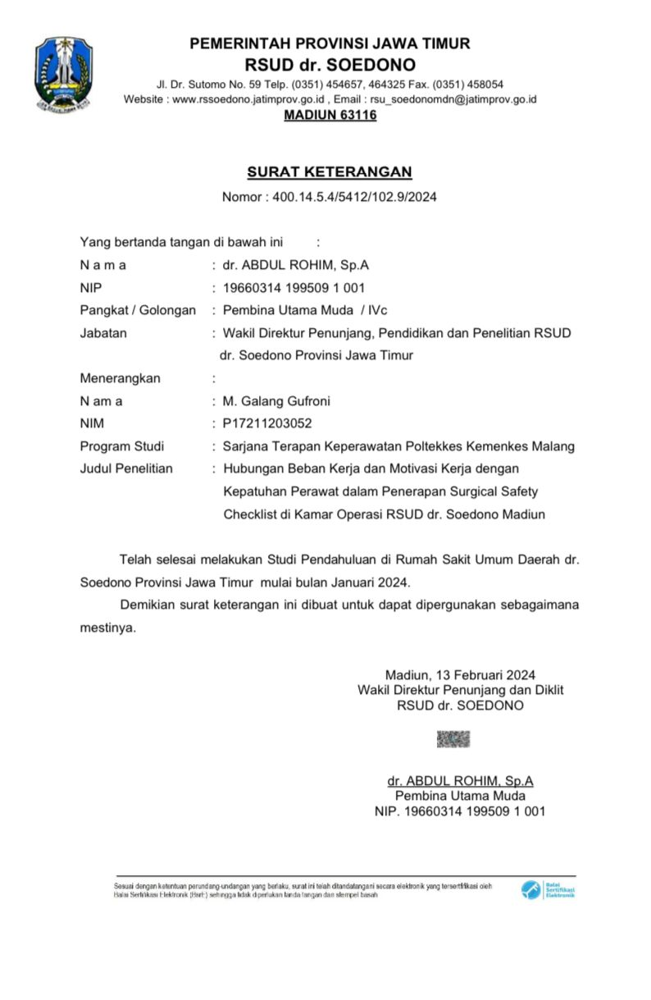 PEMERINTAH PROVINSI JAWA TIMUR
RSUD dr. SOEDONO
Jl. Dr. Sutomo No. 59 Telp. (0351) 454657, 464325 Fax. (0351) 458054
Website : www.rssoedono.jatimprov.go.id , Email : rsu_soedonomdn@jatimprov.go.id
MADIUN 63116
SURAT KETERANGAN
Nomor : 400.14.5.4/5412/102.9/2024
Yang bertanda tangan di bawah ini :
N a m a : dr. ABDUL ROHIM, Sp.A
NIP : 19660314 199509 1 001
Pangkat / Golongan : Pembina Utama Muda / IVc
Jabatan : Wakil Direktur Penunjang, Pendidikan dan Penelitian RSUD
dr. Soedono Provinsi Jawa Timur
Menerangkan :
N am a : M. Galang Gufroni
NIM : P17211203052
Program Studi : Sarjana Terapan Keperawatan Poltekkes Kemenkes Malang
Judul Penelitian : Hubungan Beban Kerja dan Motivasi Kerja dengan
Kepatuhan Perawat dalam Penerapan Surgical Safety
Checklist di Kamar Operasi RSUD dr. Soedono Madiun
Telah selesai melakukan Studi Pendahuluan di Rumah Sakit Umum Daerah dr.
Soedono Provinsi Jawa Timur mulai bulan Januari 2024.
Demikian surat keterangan ini dibuat untuk dapat dipergunakan sebagaimana
mestinya.
Madiun, 13 Februari 2024
Wakil Direktur Penunjang dan Diklit
RSUD dr. SOEDONO
dr. ABDUL ROHIM, Sp.A
Pembina Utama Muda
NIP. 19660314 199509 1 001
Sesuai dengan ketentuan perundang-undangan yang berlaku, surat ini telah ditandatangani secara elektronik yang tersertifikasi oleh
Balai Sertifikasi Elektronik (BsrE) sehingga tidak diperlukan tanda tangan dan stempel basah
Balai
Sertifikasi
Elektronik